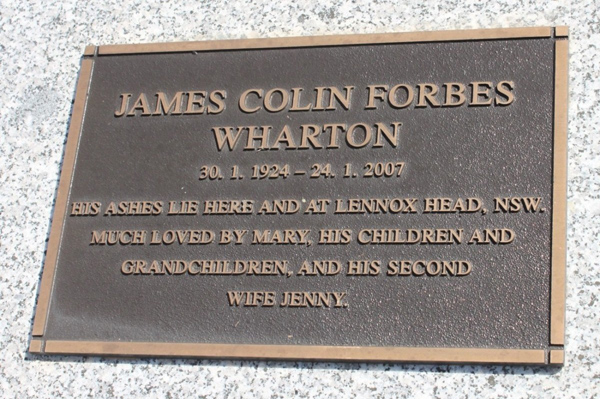 JAMES COLIN FORBES
WHARTON
30. 1. 1924 – 24. 1. 2007
HIS ASHES LIE HERE AND AT LENNOX HEAD, NSW.
MUCH LOVED BY MARY, HIS CHILDREN AND
GRANDCHILDREN, AND HIS SECOND
WIFE JENNY.